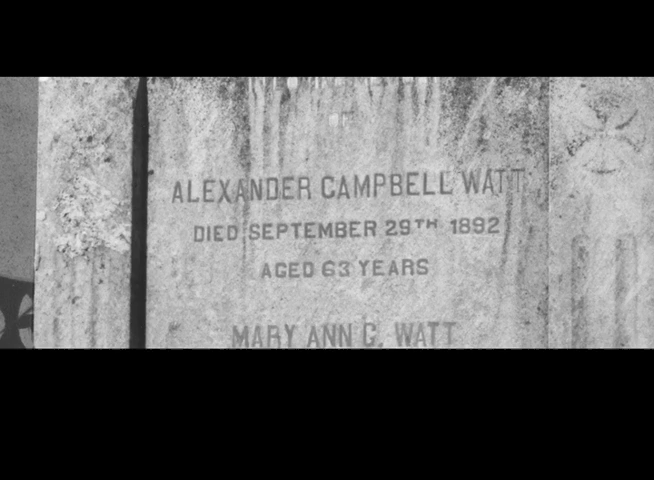 ALEXANDER CAMPBELL WATT
DIED SEPTEMBER 29TH 1892
AGED 63 YEARS
MARY ANN G. WATT